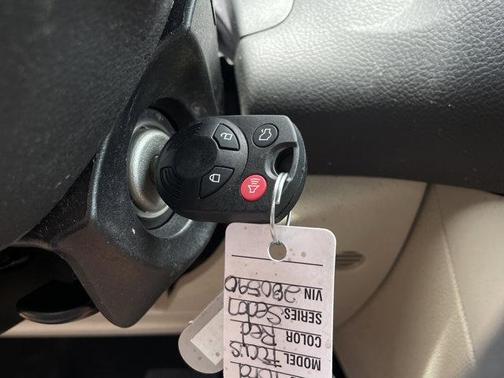 MODEL Focus
COLOR Red
SERIES Sedan
VIN